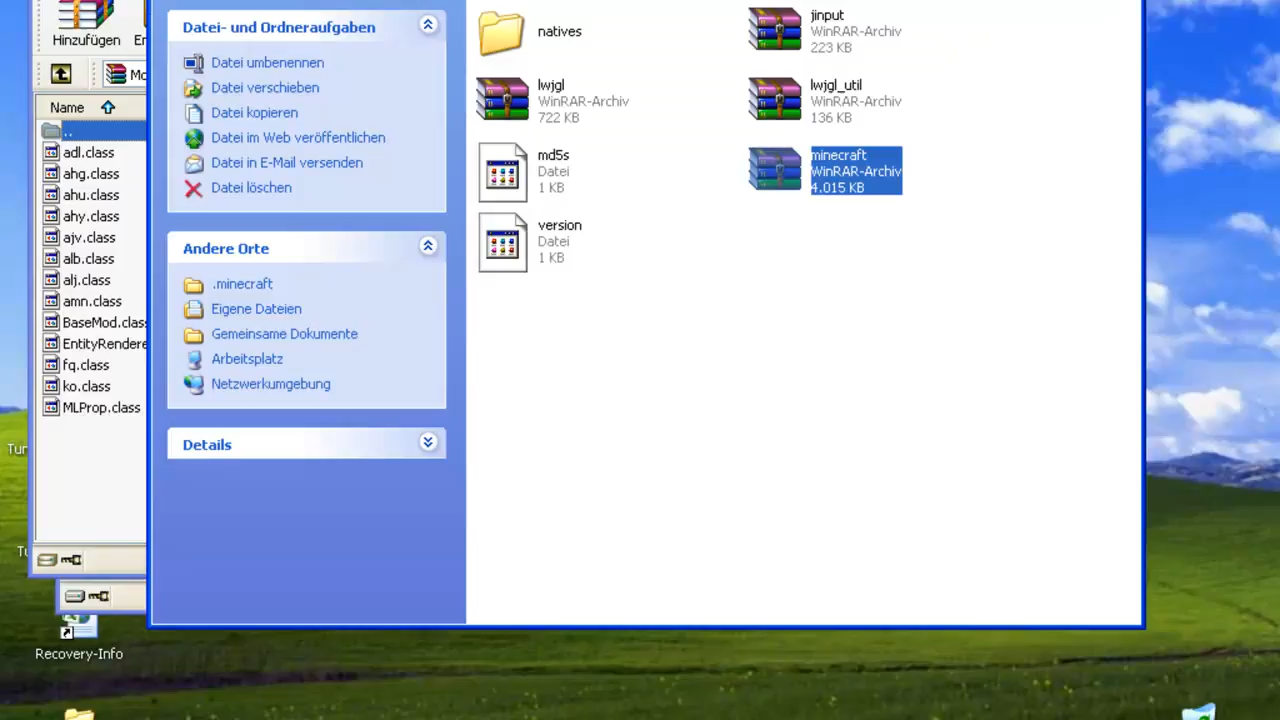 Hinzufügen
Name
..
adl.class
ahg.class
ahu.class
ahy.class
ajv.class
alb.class
alj.class
amn.class
fq.class
ko.class
MLProp.class
Datei- und Ordneraufgaben
Datei umbenennen
Datei verschieben
Datei kopieren
Datei im Web veröffentlichen
Datei in E-Mail versenden
Datei löschen
Andere Orte
.minecraft
Eigene Dateien
Gemeinsame Dokumente
Arbeitsplatz
Netzwerkumgebung
Details
natives
jinput
WinRAR-Archiv
223 KB
lwjgl
WinRAR-Archiv
722 KB
lwjgl_util
WinRAR-Archiv
136 KB
md5s
Datei
1 KB
minecraft
WinRAR-Archiv
4.015 KB
version
Datei
1 KB
Recovery-Info